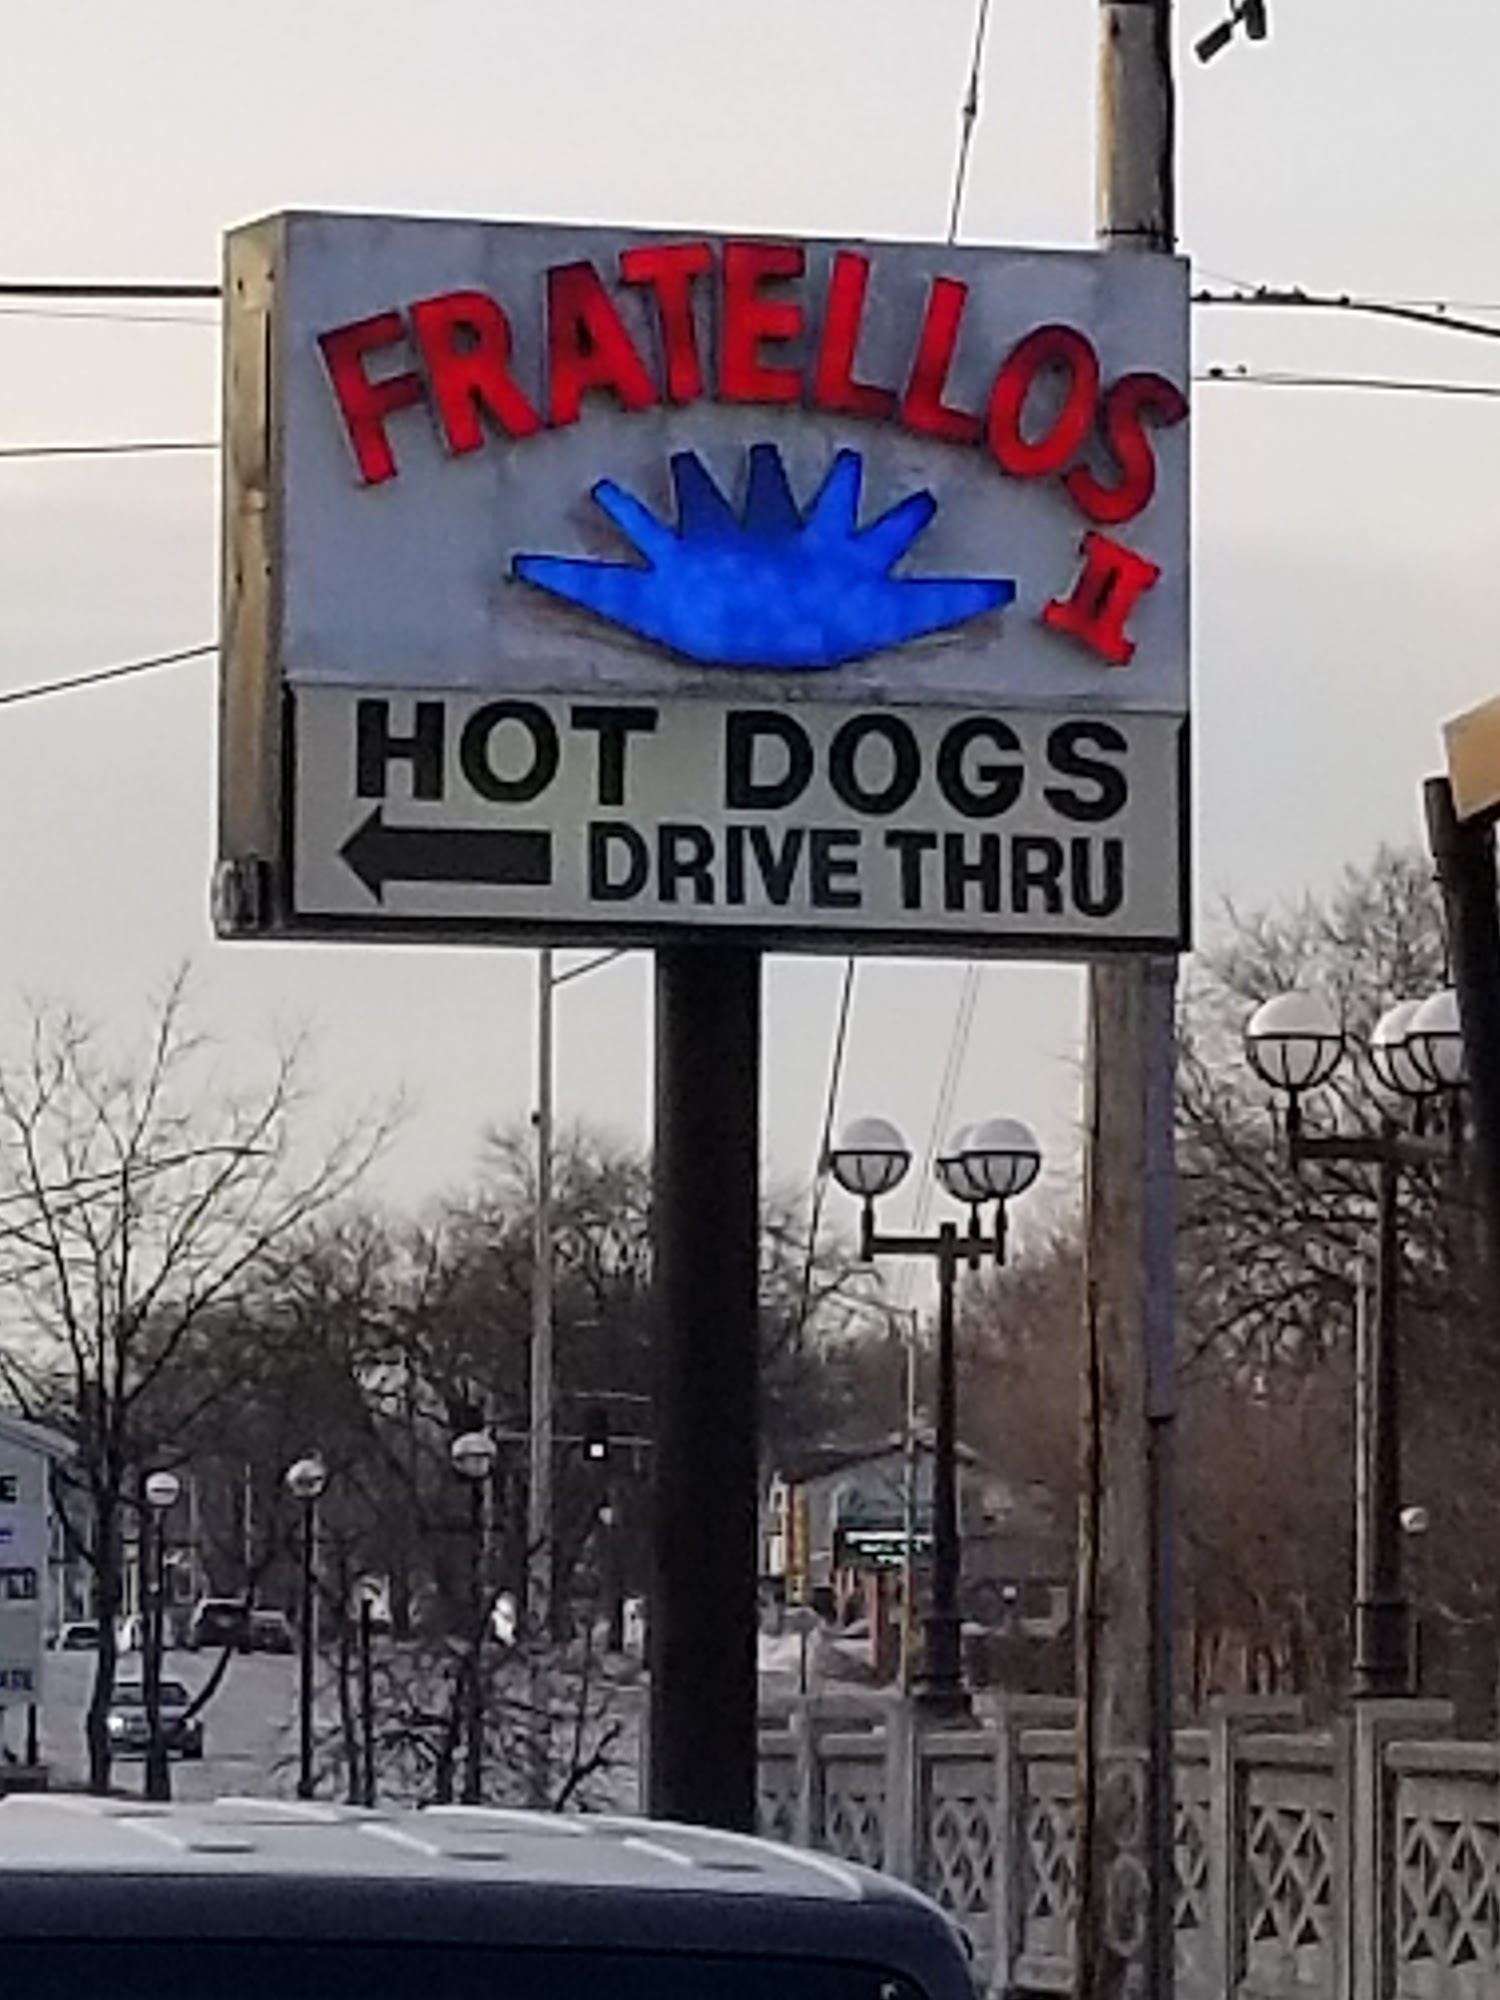 FRATELLOS
II
HOT DOGS
DRIVE THRU